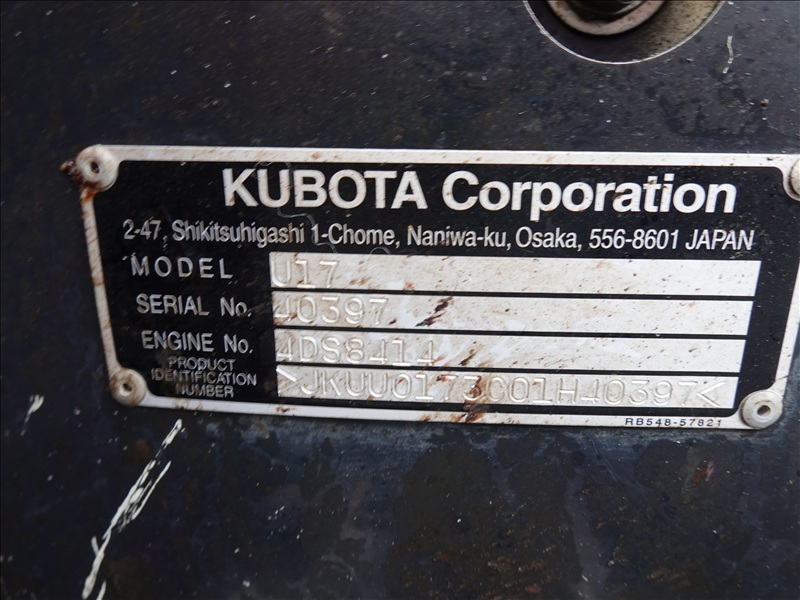 KUBOTA Corporation
2-47, Shikitsuhigashi 1-Chome, Naniwa-ku, Osaka, 556-8601 JAPAN
MODEL U17
SERIAL No. 40397
ENGINE No. 4DS8414
PRODUCT IDENTIFICATION NUMBER >JKUU0173C01H40397<
RB548-57821